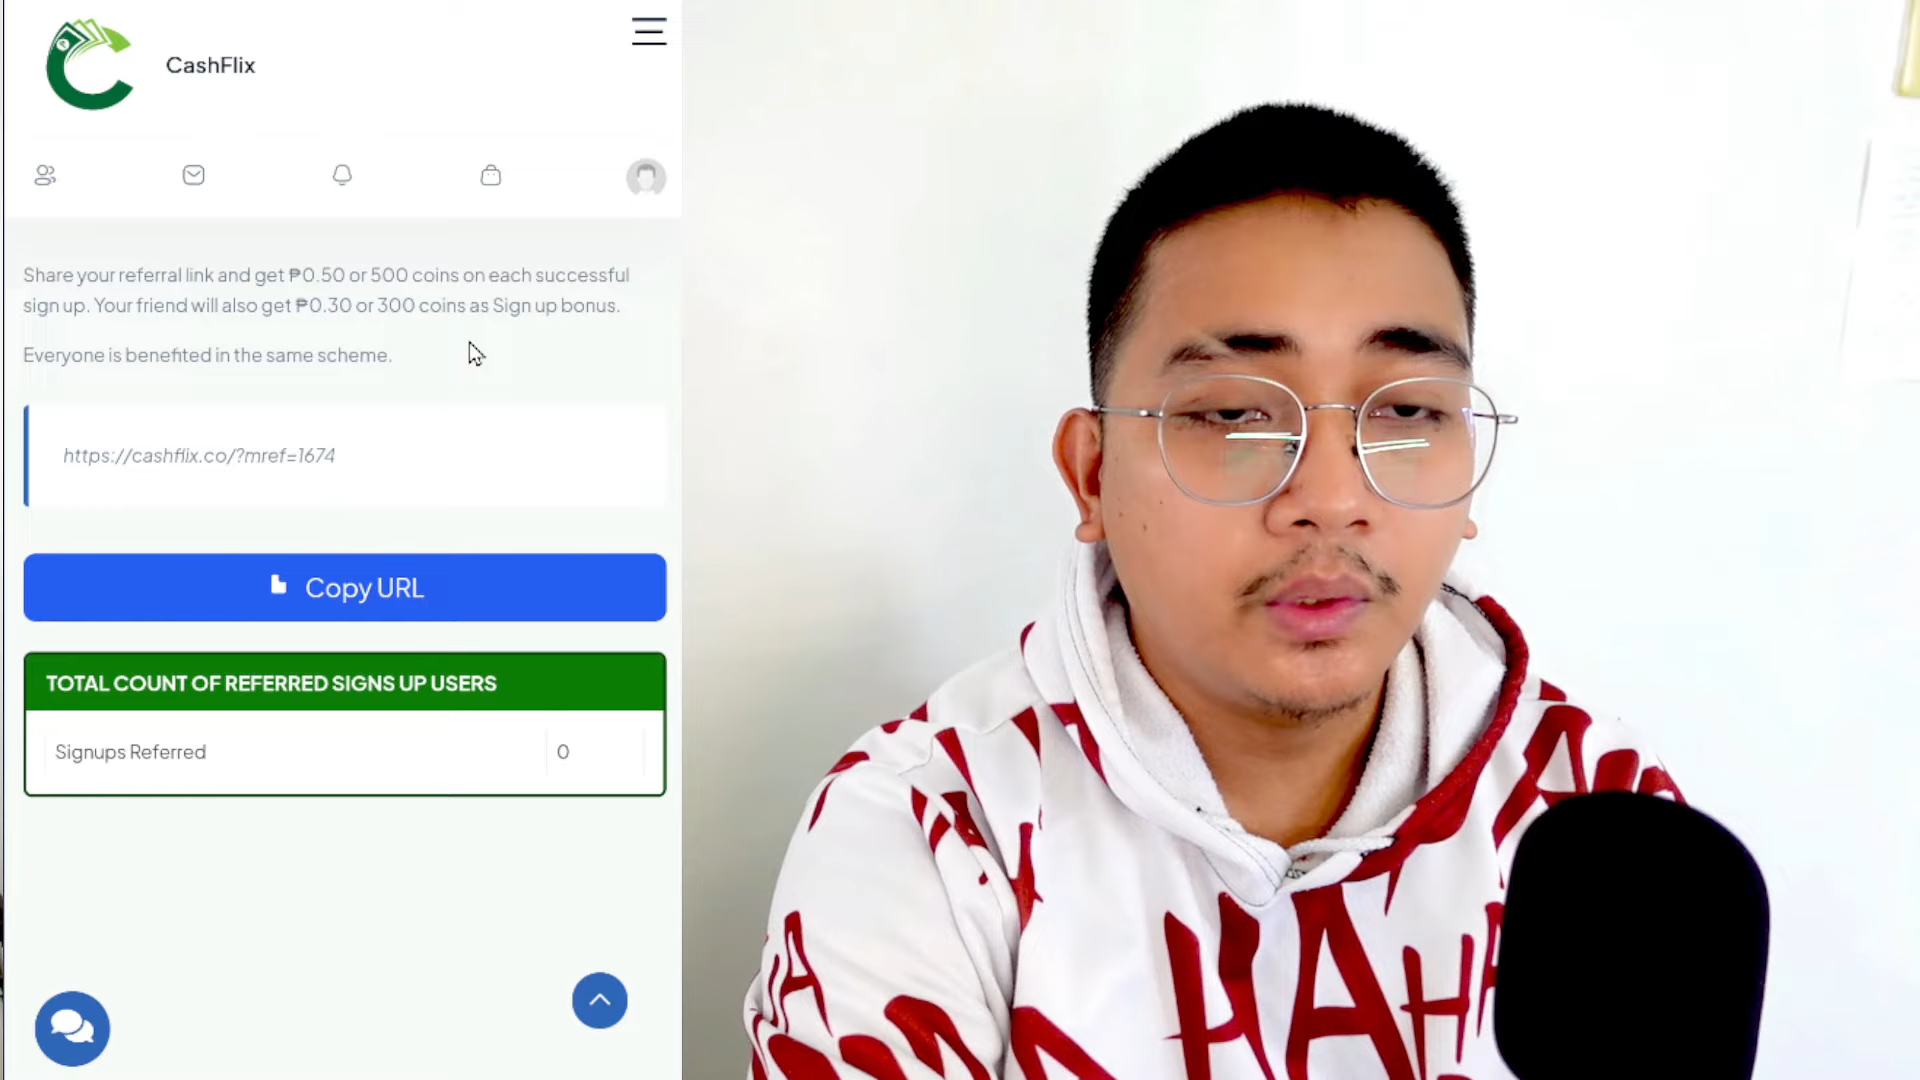 CashFlix
Share your referral link and get ₱0.50 or 500 coins on each successful
sign up. Your friend will also get ₱0.30 or 300 coins as Sign up bonus.
Everyone is benefited in the same scheme.
https://cashflix.co/?mref=1674
Copy URL
TOTAL COUNT OF REFERRED SIGNS UP USERS
Signups Referred 0
HAHA